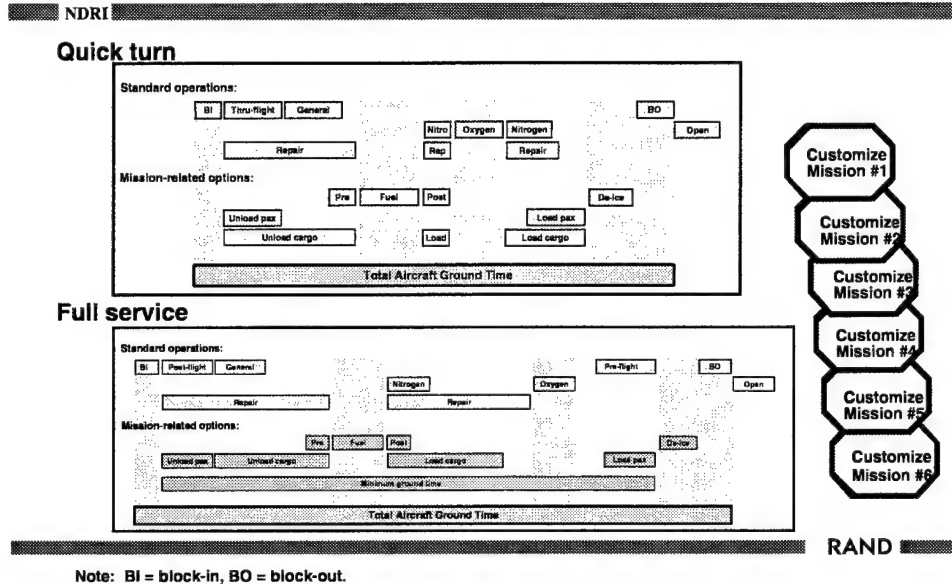 NDRI
Quick turn
Standard operations:
BI Thru-flight General BO
Nitro Oxygen Nitrogen Open
Repair Rep Repair
Mission-related options:
Pre Fuel Post De-Ice
Unload pax Load pax
Unload cargo Load Load cargo
Total Aircraft Ground Time
Full service
Standard operations:
BI Post-flight General Pre-flight BO
Nitrogen Oxygen Open
Repair Repair
Mission-related options:
Pre Fuel Post De-Ice
Unload pax Unload cargo Load cargo Load pax
Minimum ground time
Total Aircraft Ground Time
Customize
Mission #1
Customize
Mission #2
Customize
Mission #3
Customize
Mission #4
Customize
Mission #5
Customize
Mission #6
RAND
Note: BI = block-in, BO = block-out.